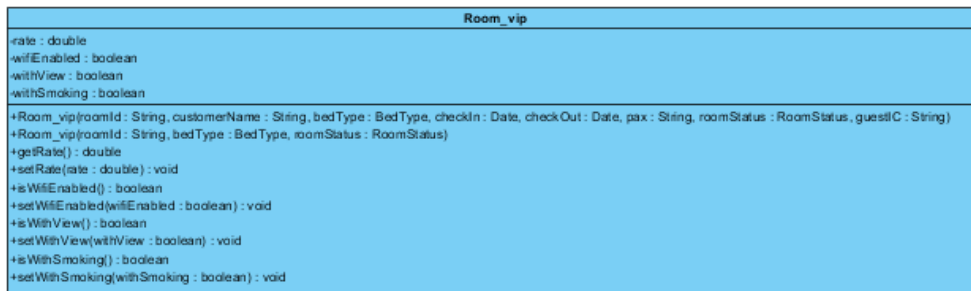 Room_vip
-rate : double
-wifiEnabled : boolean
-withView : boolean
-withSmoking : boolean
+Room_vip(roomId : String, customerName : String, bedType : BedType, checkIn : Date, checkOut : Date, pax : String, roomStatus : RoomStatus, guestIC : String)
+Room_vip(roomId : String, bedType : BedType, roomStatus : RoomStatus)
+getRate() : double
+setRate(rate : double) : void
+isWifiEnabled() : boolean
+setWifiEnabled(wifiEnabled : boolean) : void
+isWithView() : boolean
+setWithView(withView : boolean) : void
+isWithSmoking() : boolean
+setWithSmoking(withSmoking : boolean) : void